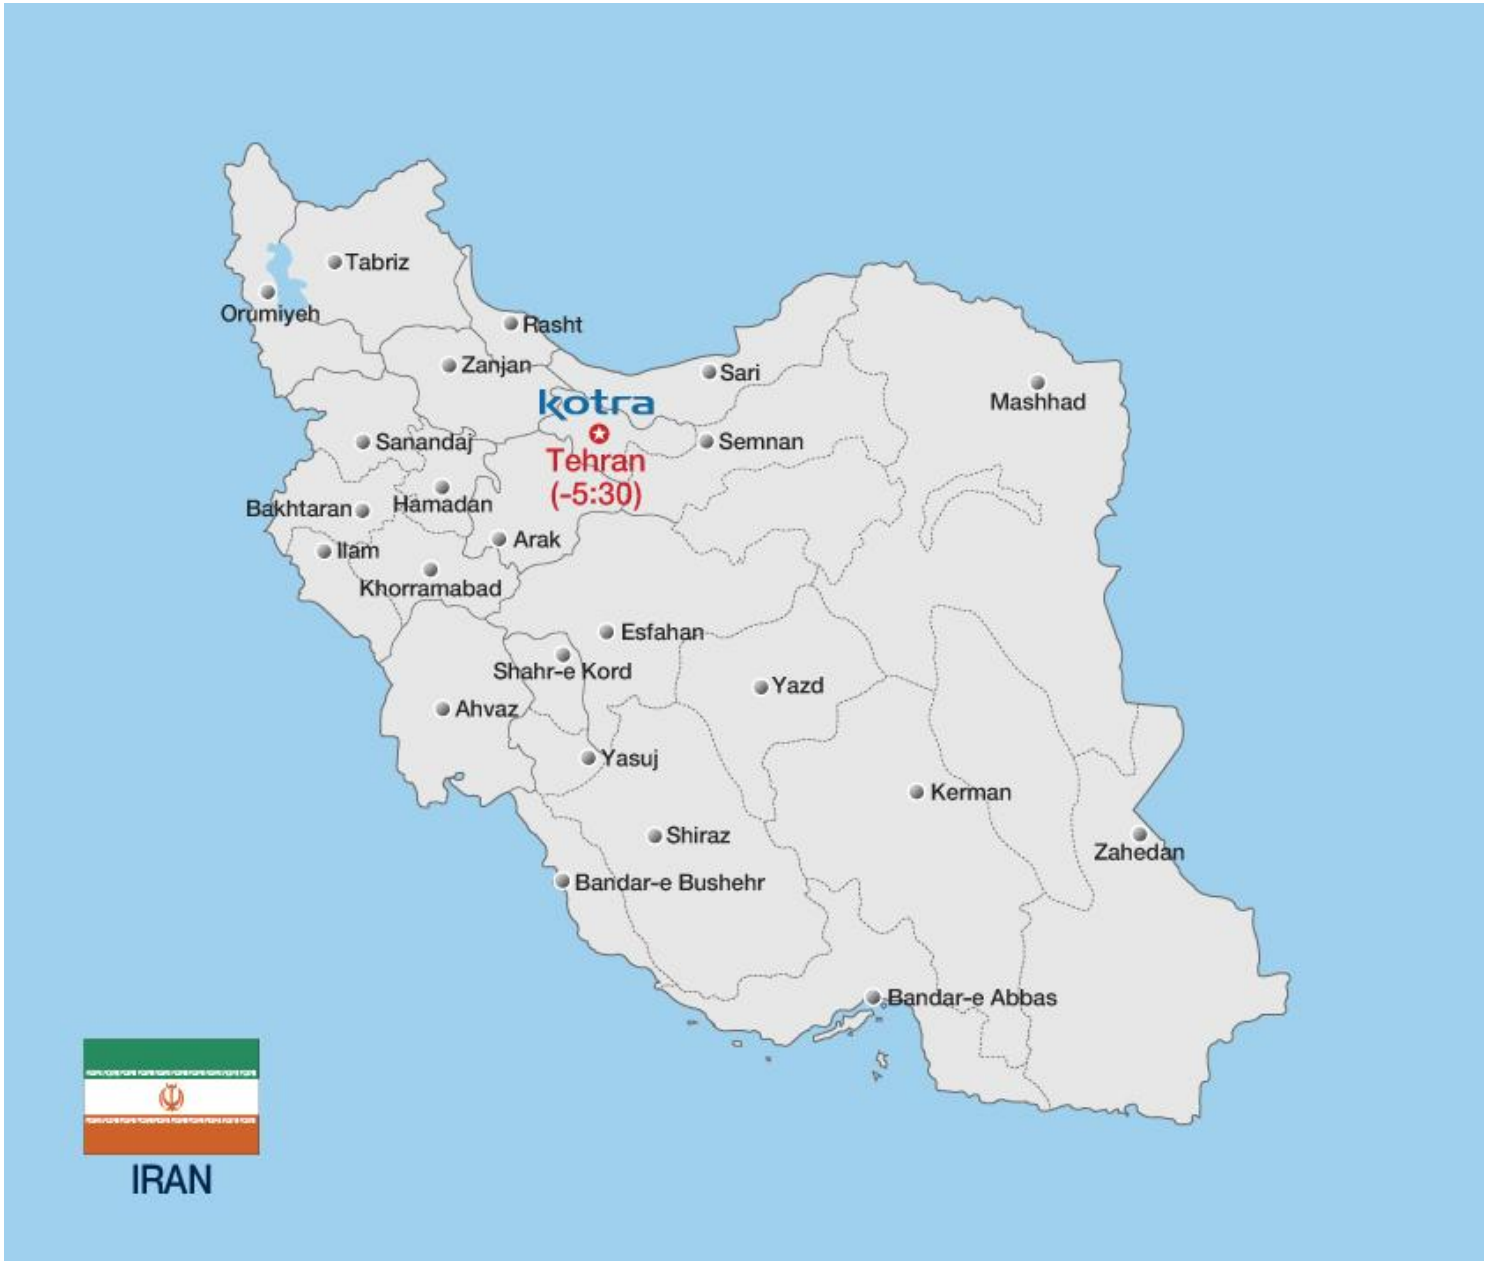 Tabriz
Orumiyeh
Rasht
Zanjan
Sari
Mashhad
kotra
Sanandaj
Semnan
Tehran
(-5:30)
Hamadan
Bakhtaran
Arak
Ilam
Khorramabad
Esfahan
Shahr-e Kord
Yazd
Ahvaz
Yasuj
Kerman
Shiraz
Zahedan
Bandar-e Bushehr
Bandar-e Abbas
IRAN